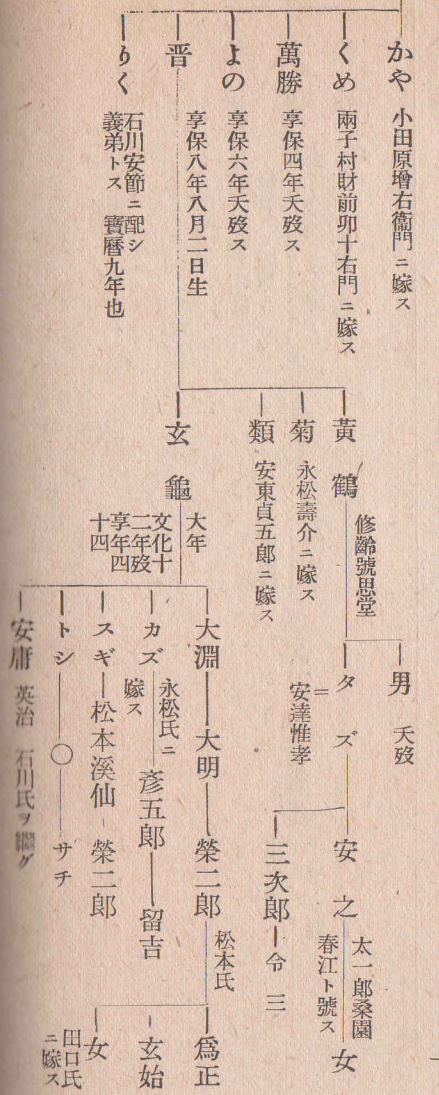 かや　小田原增右衞門ニ嫁ス
くめ　兩子村財前卯十右門ニ嫁ス
萬勝　享保四年夭歿ス
よの　享保六年夭歿ス
晋　享保八年八月二日生
りく　石川安節ニ配シ
義弟トス　寶曆九年也
黃鶴　修齡號思堂
菊　永松壽介ニ嫁ス
類　安東貞五郎ニ嫁ス
玄龜　大年
文化十
二年歿
享年四
十四
男　夭歿
タズ
＝安達惟孝
安之　太一郎桑園
春江ト號ス
女
三次郎
令三
大淵
大明
榮二郎　松本氏
爲正
玄始
女　田口氏
ニ嫁ス
カズ　永松氏ニ
嫁ス
彥五郎
留吉
スギ
松本溪仙
榮二郎
トシ
〇
サチ
安庸　英治　石川氏ヲ繼グ